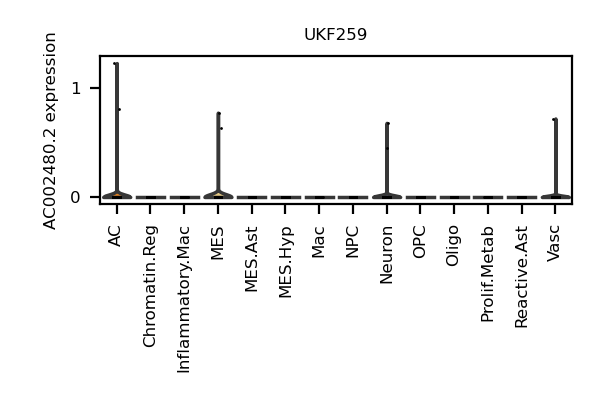 UKF259
AC002480.2 expression
1
0
AC
Chromatin.Reg
Inflammatory.Mac
MES
MES.Ast
MES.Hyp
Mac
NPC
Neuron
OPC
Oligo
Prolif.Metab
Reactive.Ast
Vasc